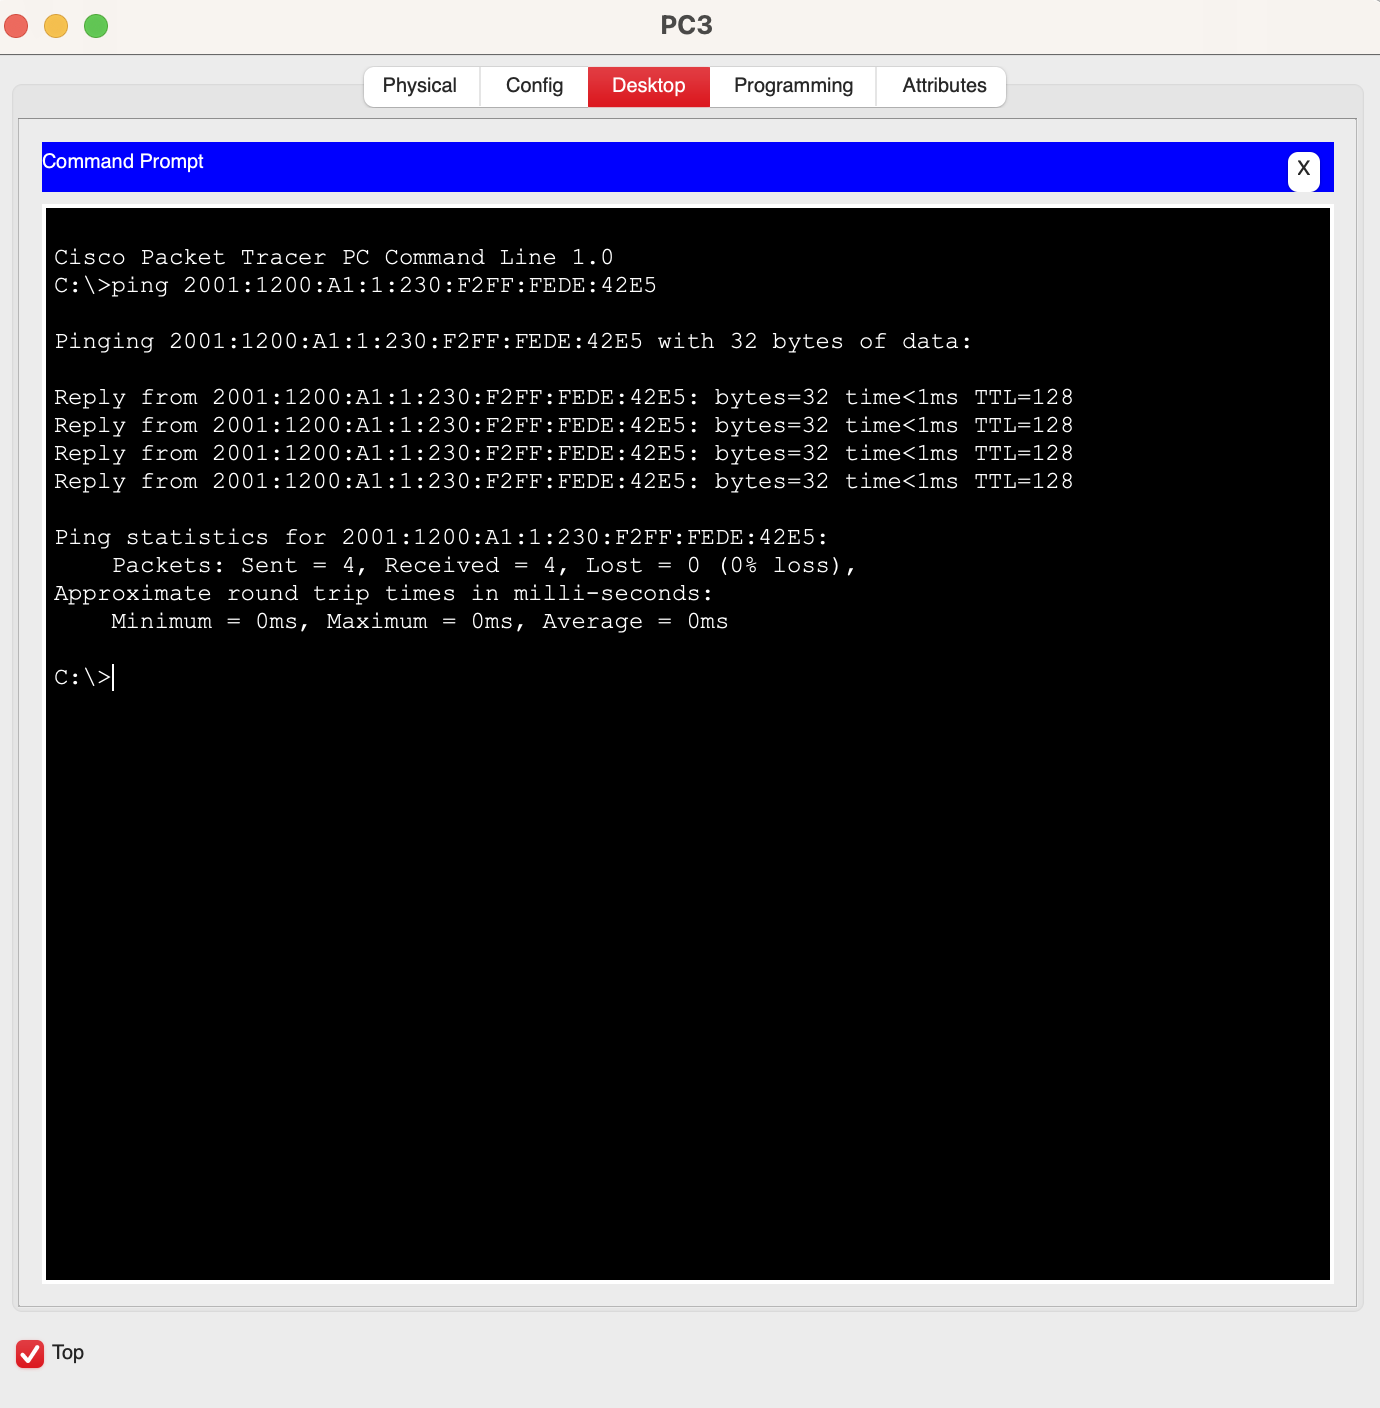 PC3
Physical Config Desktop Programming Attributes
Command Prompt
X
Cisco Packet Tracer PC Command Line 1.0
C:\>ping 2001:1200:A1:1:230:F2FF:FEDE:42E5
Pinging 2001:1200:A1:1:230:F2FF:FEDE:42E5 with 32 bytes of data:
Reply from 2001:1200:A1:1:230:F2FF:FEDE:42E5: bytes=32 time<1ms TTL=128
Reply from 2001:1200:A1:1:230:F2FF:FEDE:42E5: bytes=32 time<1ms TTL=128
Reply from 2001:1200:A1:1:230:F2FF:FEDE:42E5: bytes=32 time<1ms TTL=128
Reply from 2001:1200:A1:1:230:F2FF:FEDE:42E5: bytes=32 time<1ms TTL=128
Ping statistics for 2001:1200:A1:1:230:F2FF:FEDE:42E5:
    Packets: Sent = 4, Received = 4, Lost = 0 (0% loss),
Approximate round trip times in milli-seconds:
    Minimum = 0ms, Maximum = 0ms, Average = 0ms
C:\>
Top